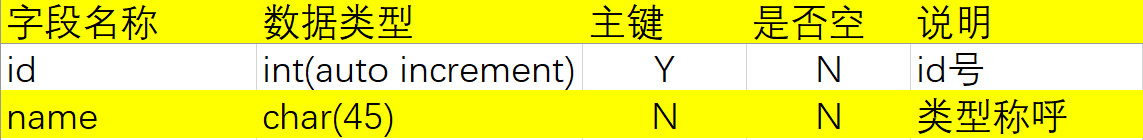 字段名称 数据类型 主键 是否空 说明
id int(auto increment) Y N id号
name char(45) N N 类型称呼